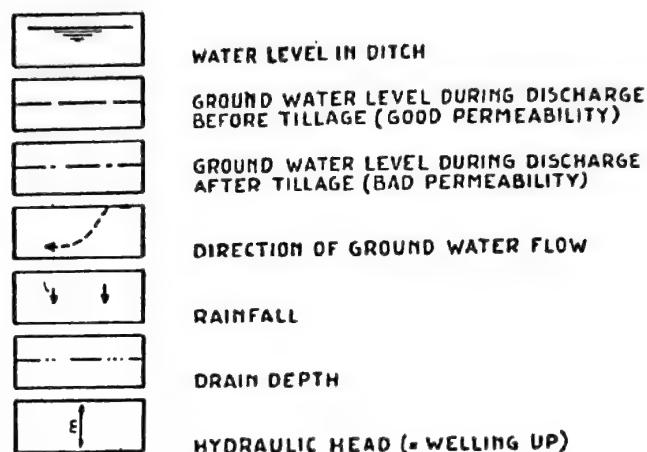 WATER LEVEL IN DITCH
GROUND WATER LEVEL DURING DISCHARGE
BEFORE TILLAGE (GOOD PERMEABILITY)
GROUND WATER LEVEL DURING DISCHARGE
AFTER TILLAGE (BAD PERMEABILITY)
DIRECTION OF GROUND WATER FLOW
RAINFALL
DRAIN DEPTH
HYDRAULIC HEAD (= WELLING UP)